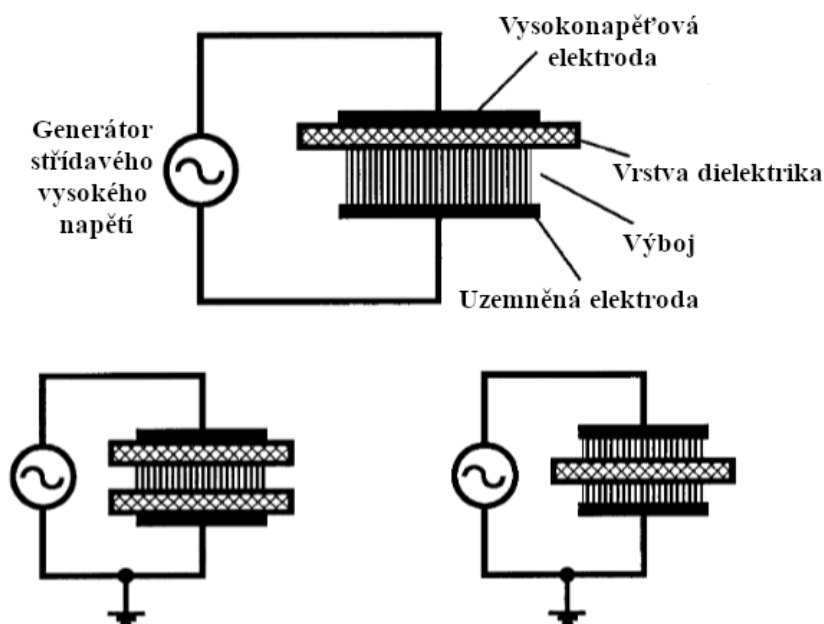 Vysokonapěťová
elektroda
Generátor
střídavého
vysokého
napětí
Vrstva dielektrika
Výboj
Uzemněná elektroda